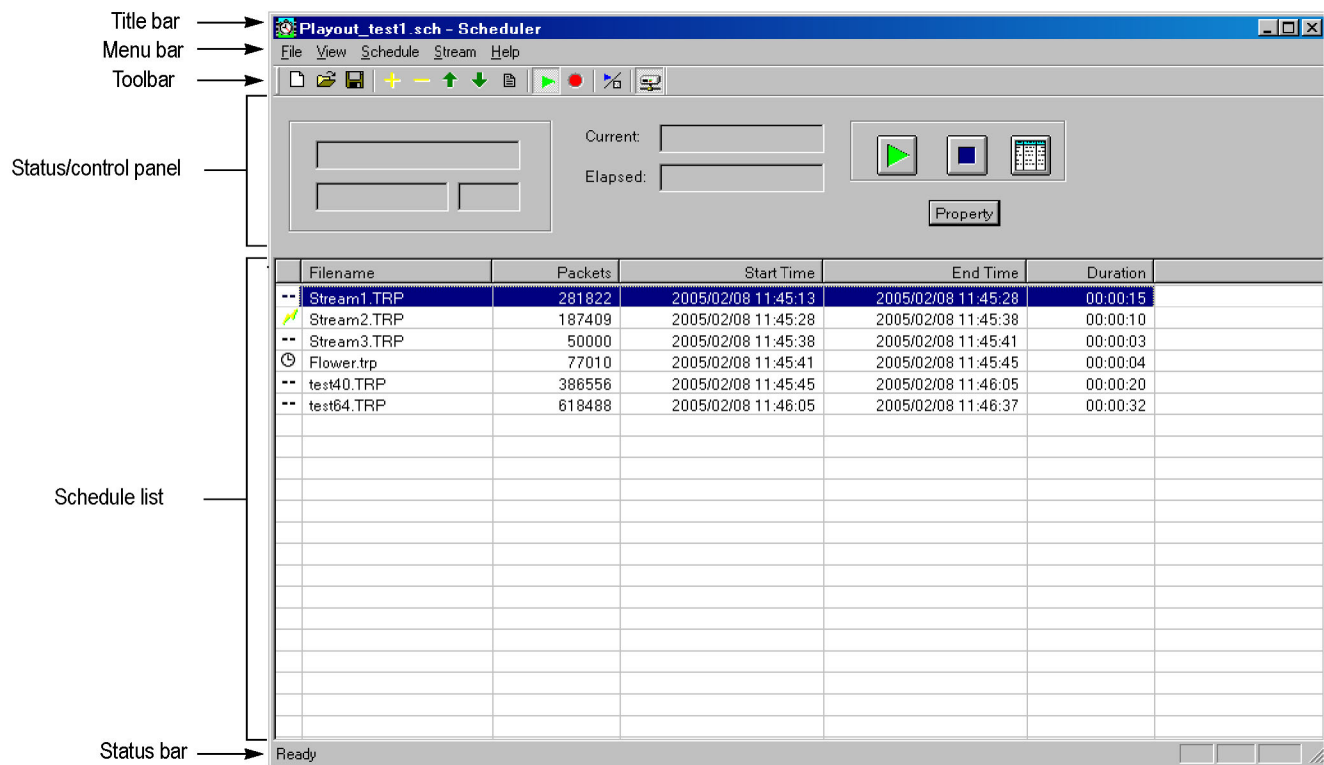 Title bar
Playout_test1.sch - Scheduler
Menu bar
File View Schedule Stream Help
Toolbar
Status/control panel
Current:
Elapsed:
Property
Schedule list
Filename Packets Start Time End Time Duration
-- Stream1.TRP 281822 2005/02/08 11:45:13 2005/02/08 11:45:28 00:00:15
Stream2.TRP 187409 2005/02/08 11:45:28 2005/02/08 11:45:38 00:00:10
-- Stream3.TRP 50000 2005/02/08 11:45:38 2005/02/08 11:45:41 00:00:03
Flower.trp 77010 2005/02/08 11:45:41 2005/02/08 11:45:45 00:00:04
-- test40.TRP 386556 2005/02/08 11:45:45 2005/02/08 11:46:05 00:00:20
-- test64.TRP 618488 2005/02/08 11:46:05 2005/02/08 11:46:37 00:00:32
Status bar
Ready